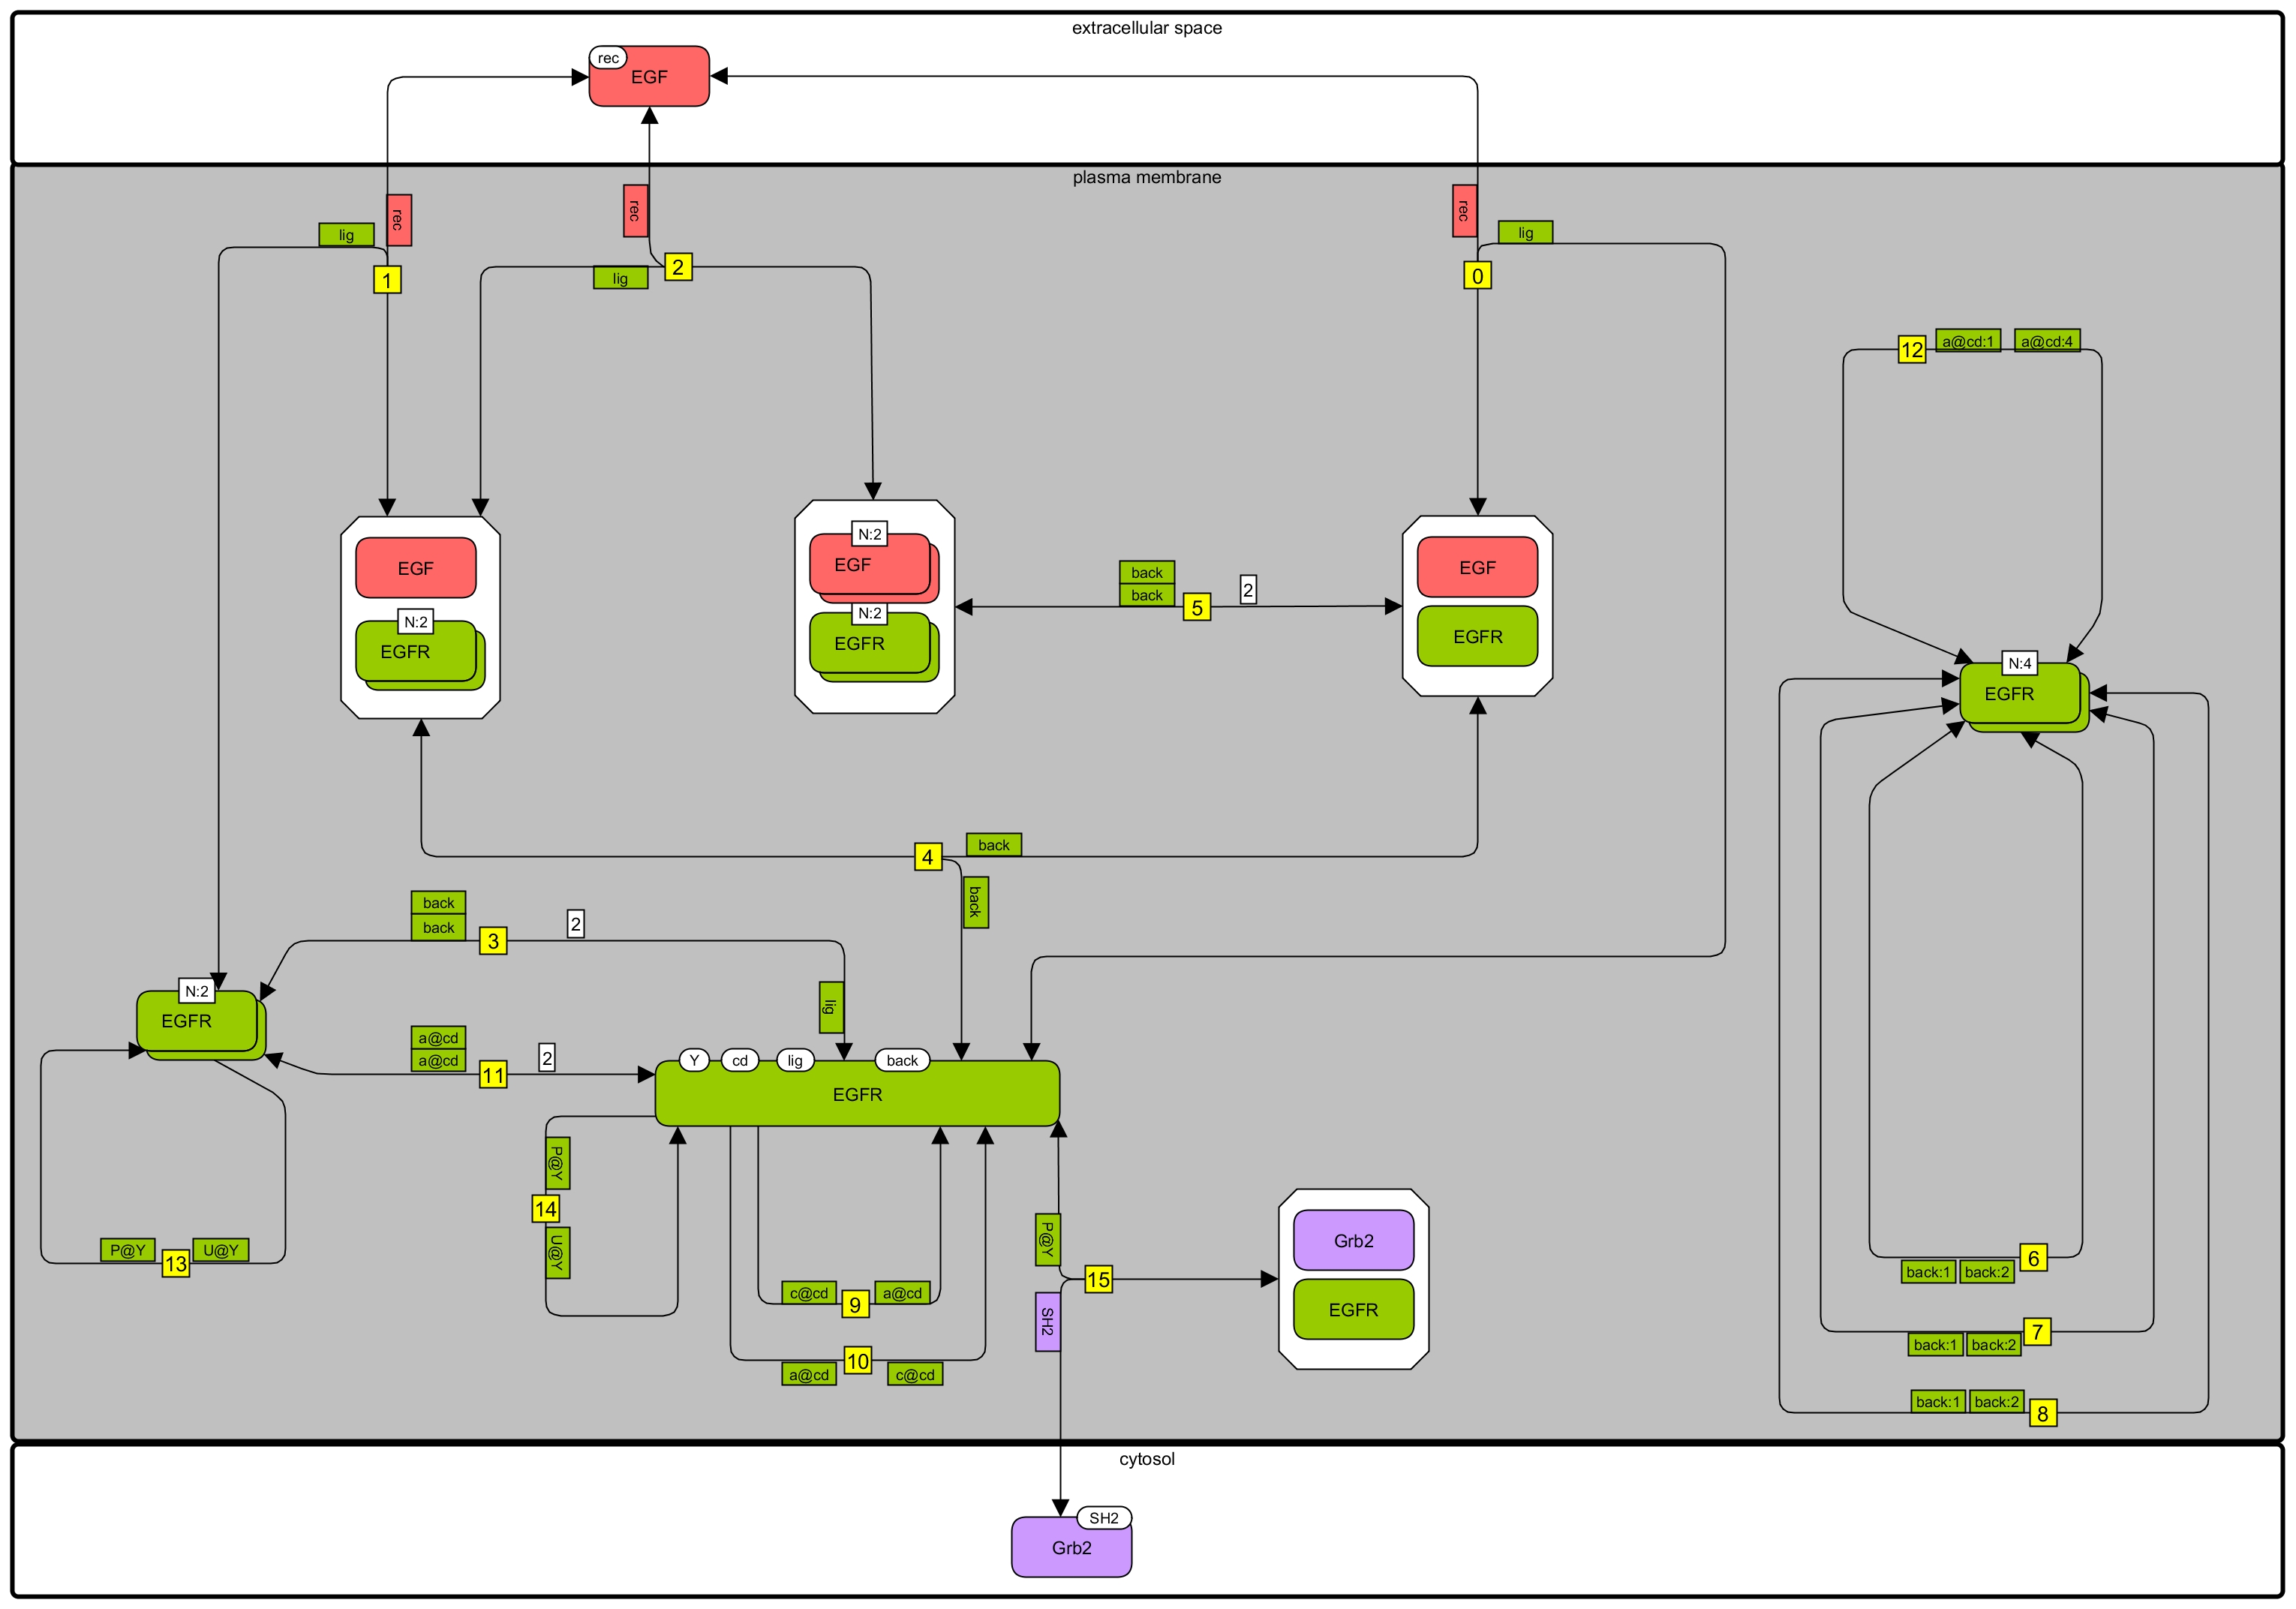 extracellular space
rec
EGF
plasma membrane
rec
rec
rec
lig
lig
1
lig
2
0
12
a@cd:1
a@cd:4
EGF
N:2
EGFR
N:2
EGF
N:2
EGFR
back
back
5
2
EGF
EGFR
N:4
EGFR
4
back
back
back
back
3
2
lig
N:2
EGFR
a@cd
a@cd
11
2
Y
cd
lig
back
EGFR
P@Y
14
U@Y
P@Y
13
U@Y
c@cd
9
a@cd
10
a@cd
c@cd
P@Y
15
SH2
Grb2
EGFR
6
back:1
back:2
7
back:1
back:2
back:1
back:2
8
cytosol
SH2
Grb2